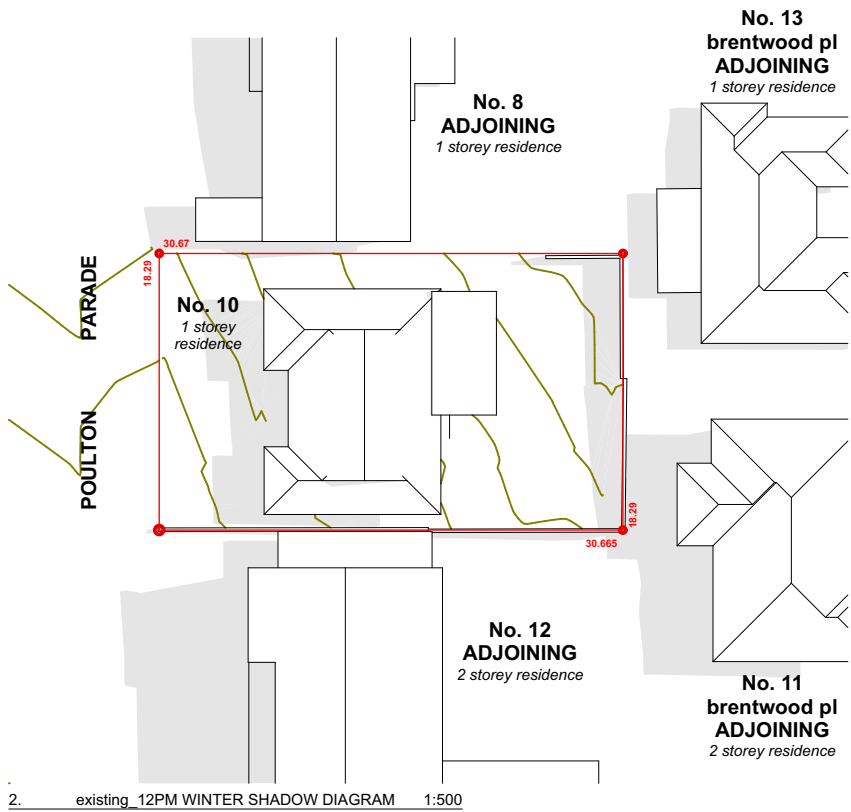 No. 13
brentwood pl
ADJOINING
1 storey residence
No. 8
ADJOINING
1 storey residence
30.67
18.29
PARADE
No. 10
1 storey
residence
POULTON
18.29
30.665
No. 12
ADJOINING
2 storey residence
No. 11
brentwood pl
ADJOINING
2 storey residence
2. existing_12PM WINTER SHADOW DIAGRAM 1:500